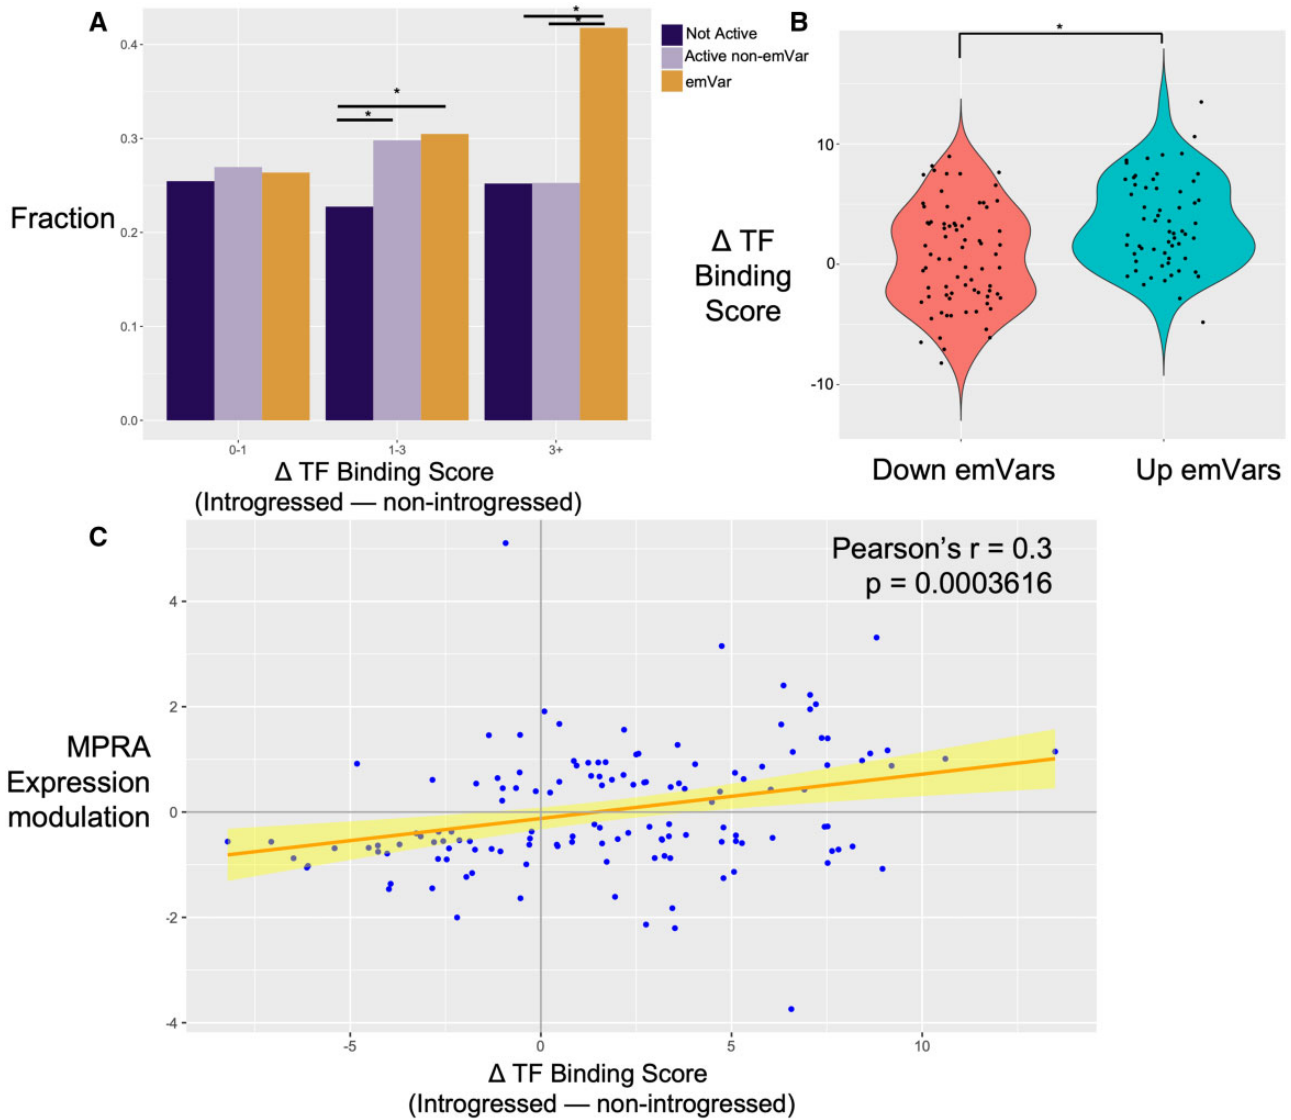 A
Fraction
0.4
0.3
0.2
0.1
0.0
*
*
*
*
0-1
1-3
3+
Δ TF Binding Score
(Introgressed — non-introgressed)
Not Active
Active non-emVar
emVar
B
*
Δ TF
Binding
Score
10
0
-10
Down emVars
Up emVars
C
Pearson's r = 0.3
p = 0.0003616
MPRA
Expression
modulation
4
2
0
-2
-4
-5
0
5
10
Δ TF Binding Score
(Introgressed — non-introgressed)